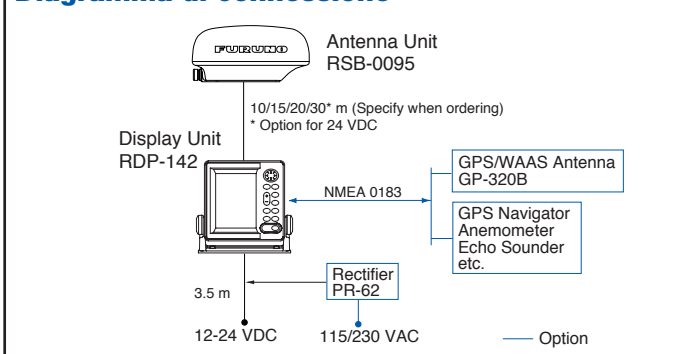 Diagramma di connessione
FURUNO
Antenna Unit
RSB-0095
10/15/20/30* m (Specify when ordering)
* Option for 24 VDC
Display Unit
RDP-142
NMEA 0183
GPS/WAAS Antenna
GP-320B
GPS Navigator
Anemometer
Echo Sounder
etc.
Rectifier
PR-62
3.5 m
12-24 VDC
115/230 VAC
Option